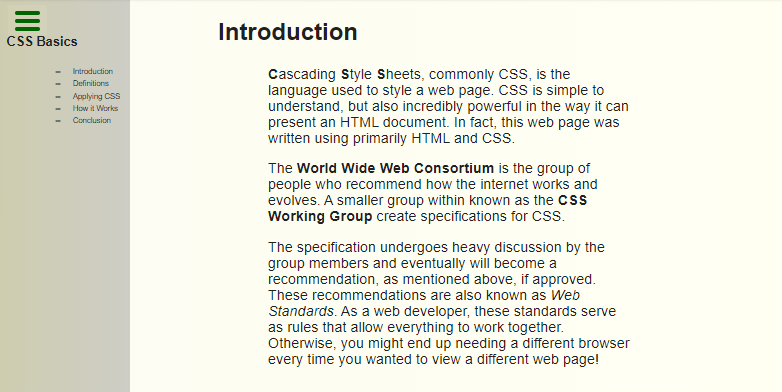 CSS Basics
Introduction
Definitions
Applying CSS
How it Works
Conclusion
Introduction
Cascading Style Sheets, commonly CSS, is the
language used to style a web page. CSS is simple to
understand, but also incredibly powerful in the way it can
present an HTML document. In fact, this web page was
written using primarily HTML and CSS.
The World Wide Web Consortium is the group of
people who recommend how the internet works and
evolves. A smaller group within known as the CSS
Working Group create specifications for CSS.
The specification undergoes heavy discussion by the
group members and eventually will become a
recommendation, as mentioned above, if approved.
These recommendations are also known as Web
Standards. As a web developer, these standards serve
as rules that allow everything to work together.
Otherwise, you might end up needing a different browser
every time you wanted to view a different web page!